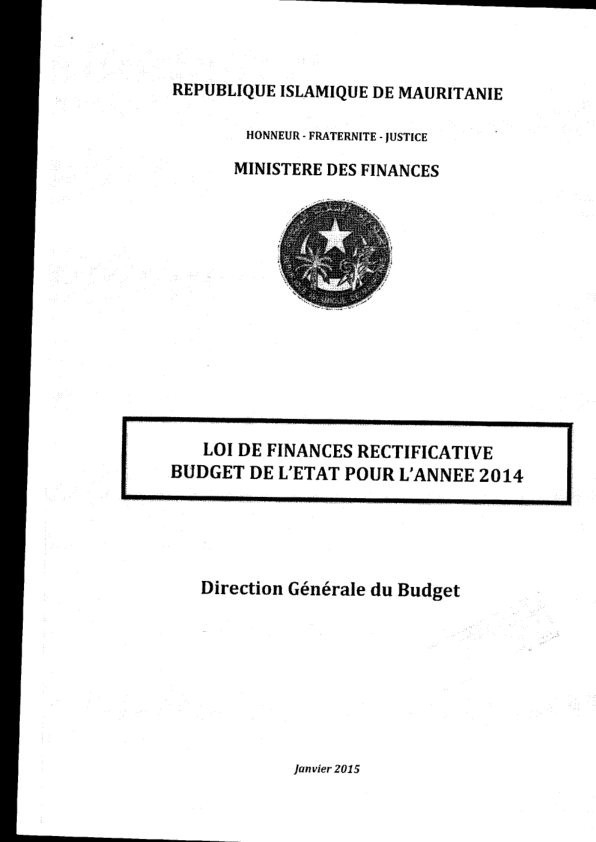 REPUBLIQUE ISLAMIQUE DE MAURITANIE
HONNEUR - FRATERNITE - JUSTICE
MINISTERE DES FINANCES
LOI DE FINANCES RECTIFICATIVE
BUDGET DE L'ETAT POUR L'ANNEE 2014
Direction Générale du Budget
Janvier 2015